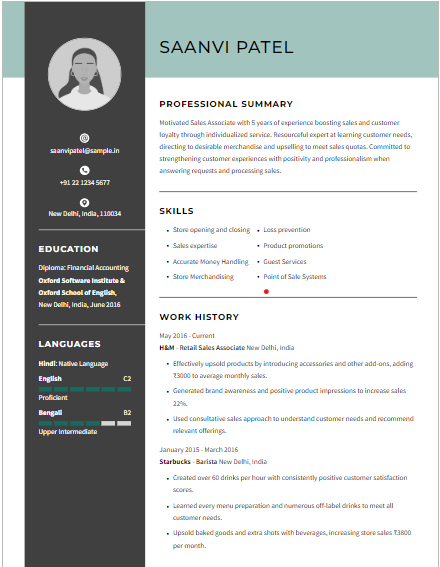 SAANVI PATEL
saanvipatel@sample.in
+91 22 1234 5677
New Delhi, India, 110034
EDUCATION
Diploma: Financial Accounting
Oxford Software Institute &
Oxford School of English,
New Delhi, India, June 2016
LANGUAGES
Hindi: Native Language
English C2
Proficient
Bengali B2
Upper Intermediate
PROFESSIONAL SUMMARY
Motivated Sales Associate with 5 years of experience boosting sales and customer
loyalty through individualized service. Resourceful expert at learning customer needs,
directing to desirable merchandise and upselling to meet sales quotas. Committed to
strengthening customer experiences with positivity and professionalism when
answering requests and processing sales.
SKILLS
• Store opening and closing
• Sales expertise
• Accurate Money Handling
• Store Merchandising
• Loss prevention
• Product promotions
• Guest Services
• Point of Sale Systems
WORK HISTORY
May 2016 - Current
H&M - Retail Sales Associate New Delhi, India
• Effectively upsold products by introducing accessories and other add-ons, adding
₹3000 to average monthly sales.
• Generated brand awareness and positive product impressions to increase sales
22%.
• Used consultative sales approach to understand customer needs and recommend
relevant offerings.
January 2015 - March 2016
Starbucks - Barista New Delhi, India
• Created over 60 drinks per hour with consistently positive customer satisfaction
scores.
• Learned every menu preparation and numerous off-label drinks to meet all
customer needs.
• Upsold baked goods and extra shots with beverages, increasing store sales ₹3800
per month.